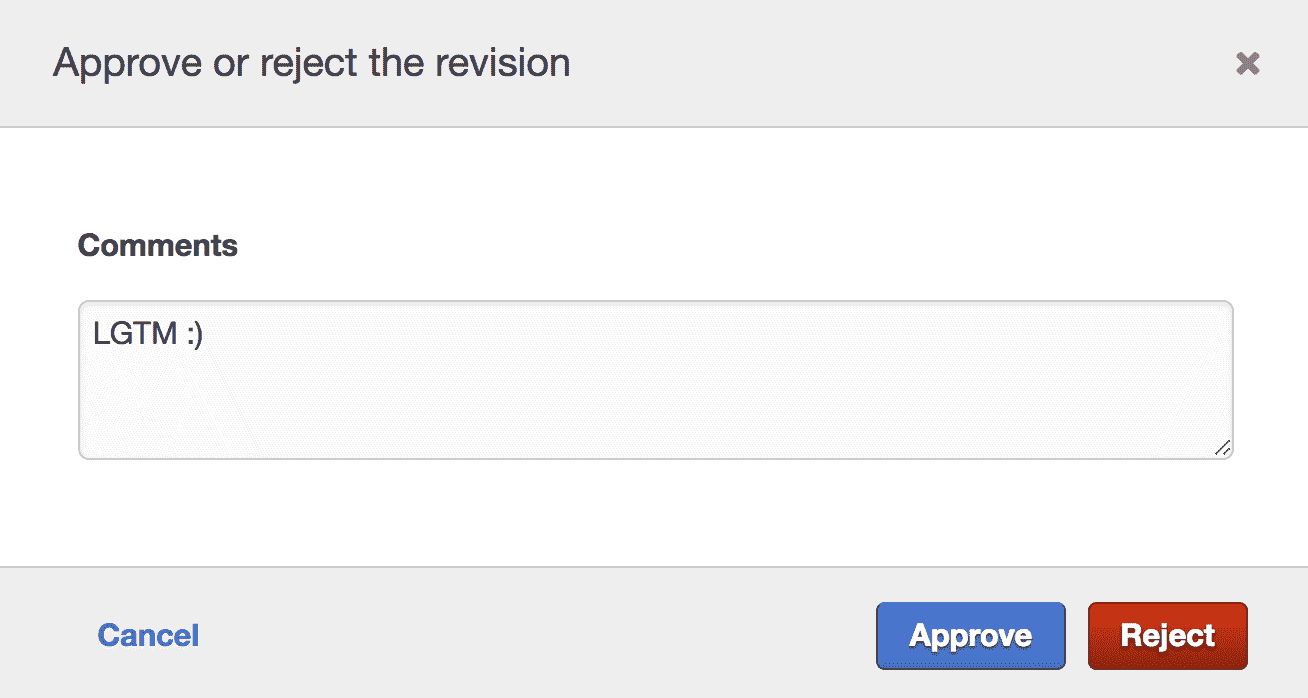 Approve or reject the revision
Comments
LGTM :)
Cancel
Approve
Reject